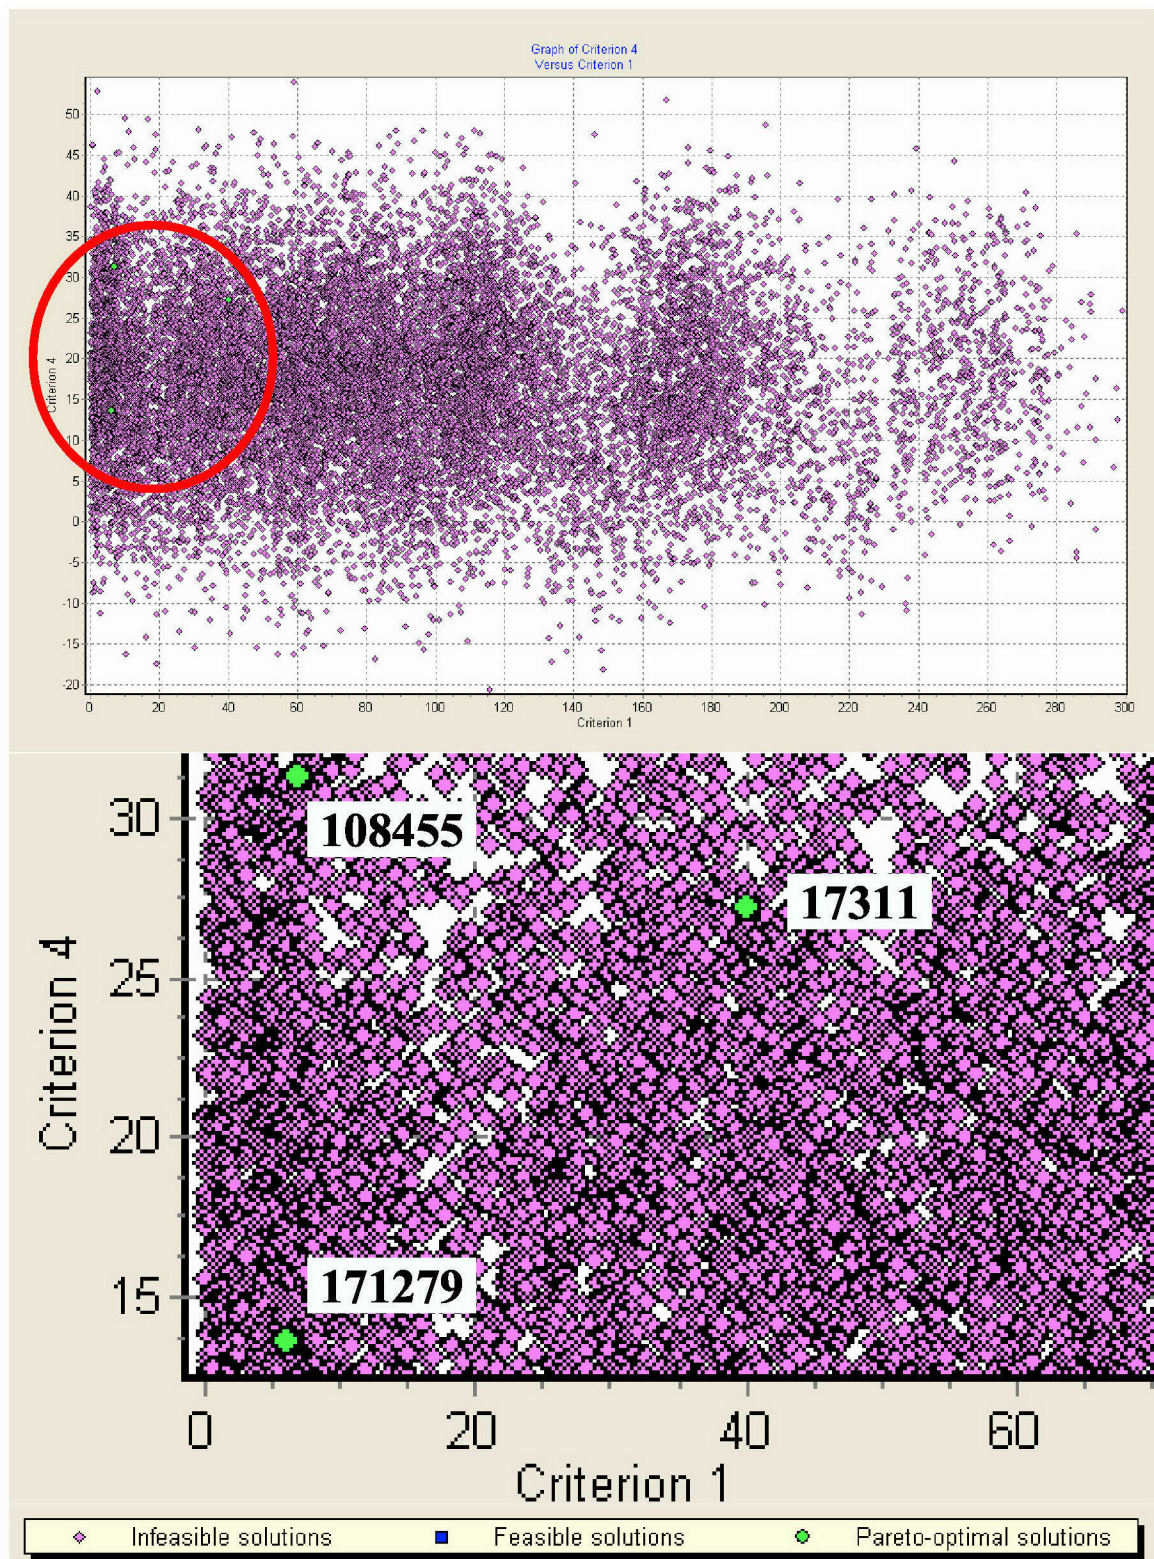 Graph of Criterion 4
Versus Criterion 1
50
45
40
35
30
25
20
15
10
5
0
-5
-10
-15
-20
Criterion 4
0 20 40 60 80 100 120 140 160 180 200 220 240 260 280 300
Criterion 1
30
25
20
15
Criterion 4
108455
17311
171279
0 20 40 60
Criterion 1
Infeasible solutions Feasible solutions Pareto-optimal solutions